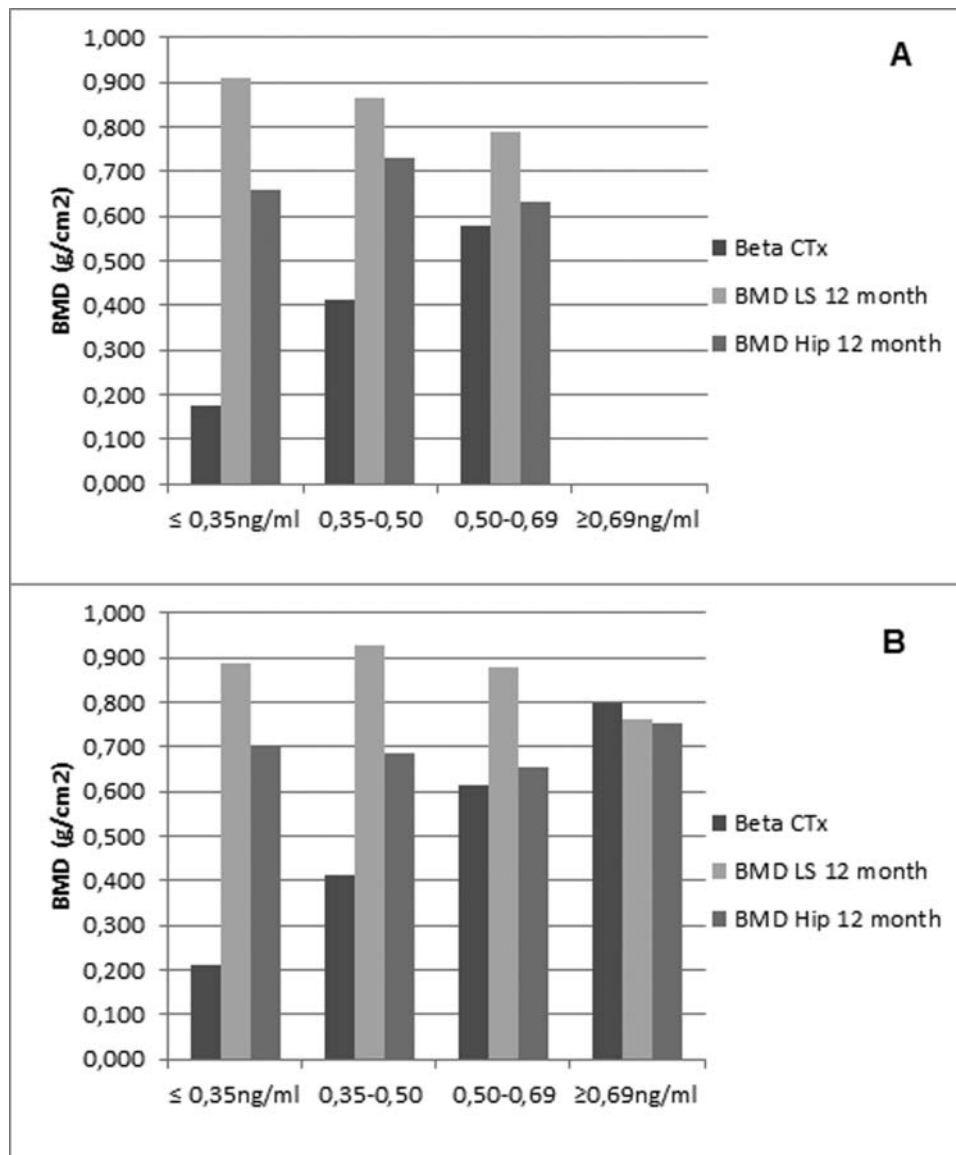 A
BMD (g/cm2)
1,000
0,900
0,800
0,700
0,600
0,500
0,400
0,300
0,200
0,100
0,000
≤ 0,35ng/ml 0,35-0,50 0,50-0,69 ≥0,69ng/ml
Beta CTx
BMD LS 12 month
BMD Hip 12 month
B
BMD (g/cm2)
1,000
0,900
0,800
0,700
0,600
0,500
0,400
0,300
0,200
0,100
0,000
≤ 0,35ng/ml 0,35-0,50 0,50-0,69 ≥0,69ng/ml
Beta CTx
BMD LS 12 month
BMD Hip 12 month